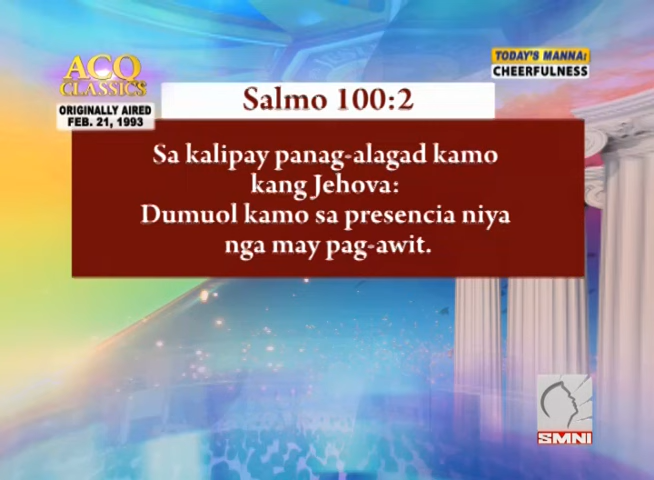 ACQ
CLASSICS
ORIGINALLY AIRED
FEB. 21, 1993
TODAY'S MANNA:
CHEERFULNESS
Salmo 100:2
Sa kalipay panag-alagad kamo
kang Jehova:
Dumuol kamo sa presencia niya
nga may pag-awit.
SMNI